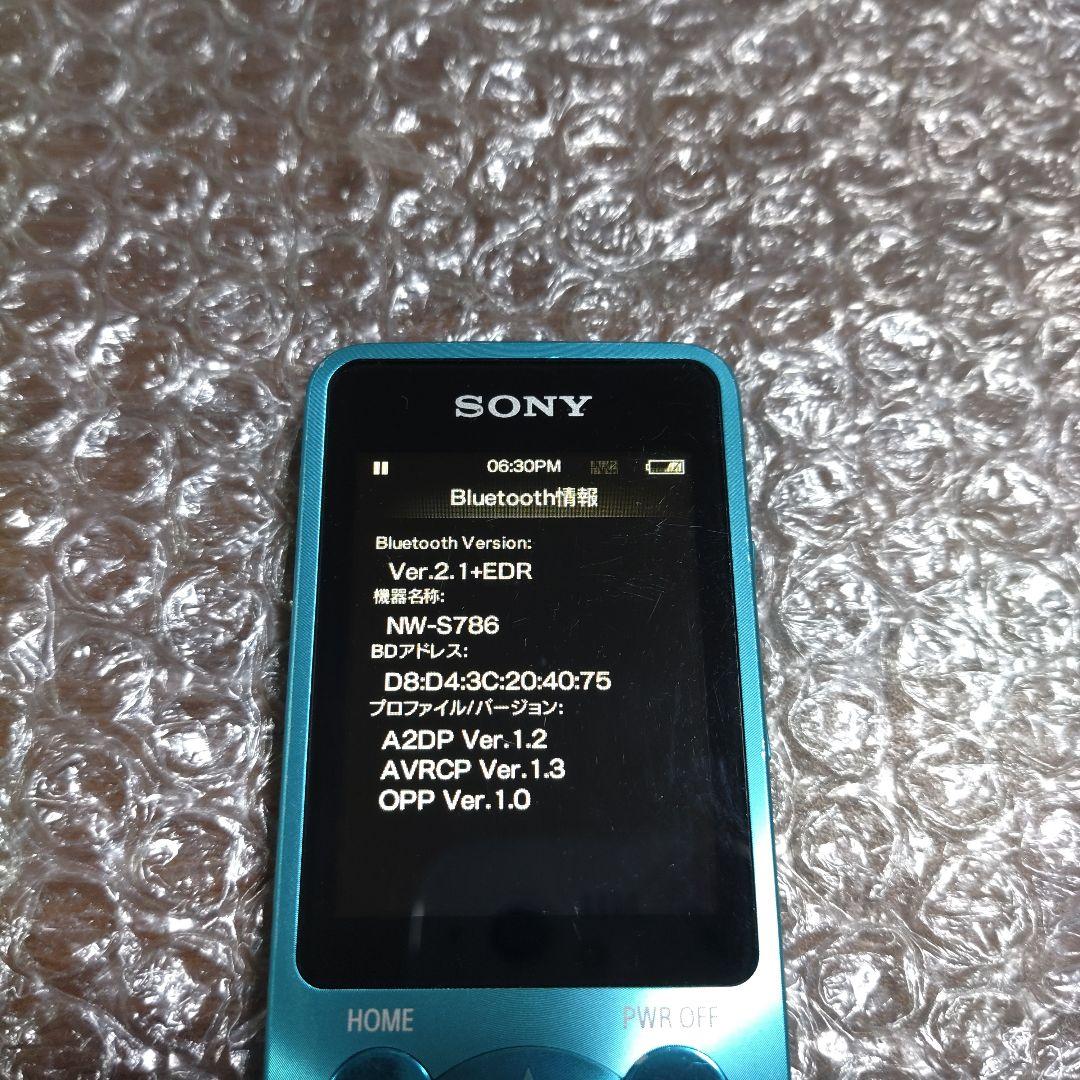 SONY
06:30PM
Bluetooth情報
Bluetooth Version:
Ver.2.1+EDR
機器名称:
NW-S786
BDアドレス:
D8:D4:3C:20:40:75
プロファイル/バージョン:
A2DP Ver.1.2
AVRCP Ver.1.3
OPP Ver.1.0
HOME
PWR OFF